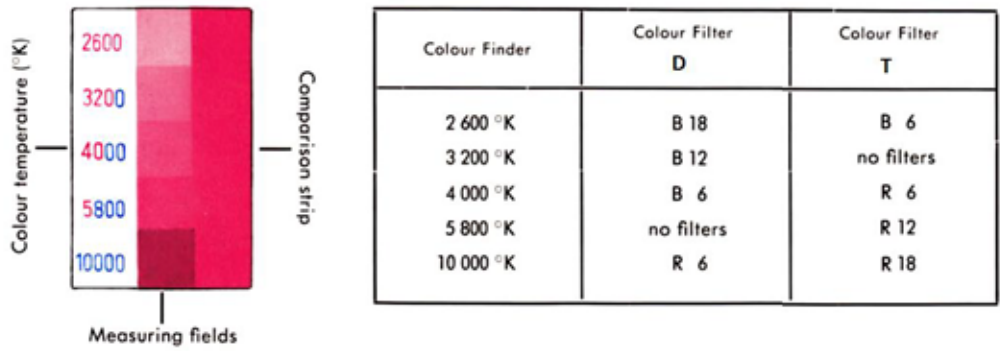 Colour temperature (°K)
2600
3200
4000
5800
10000
Comparison strip
Measuring fields
Colour Finder Colour Filter D Colour Filter T
2 600 °K B 18 B 6
3 200 °K B 12 no filters
4 000 °K B 6 R 6
5 800 °K no filters R 12
10 000 °K R 6 R 18